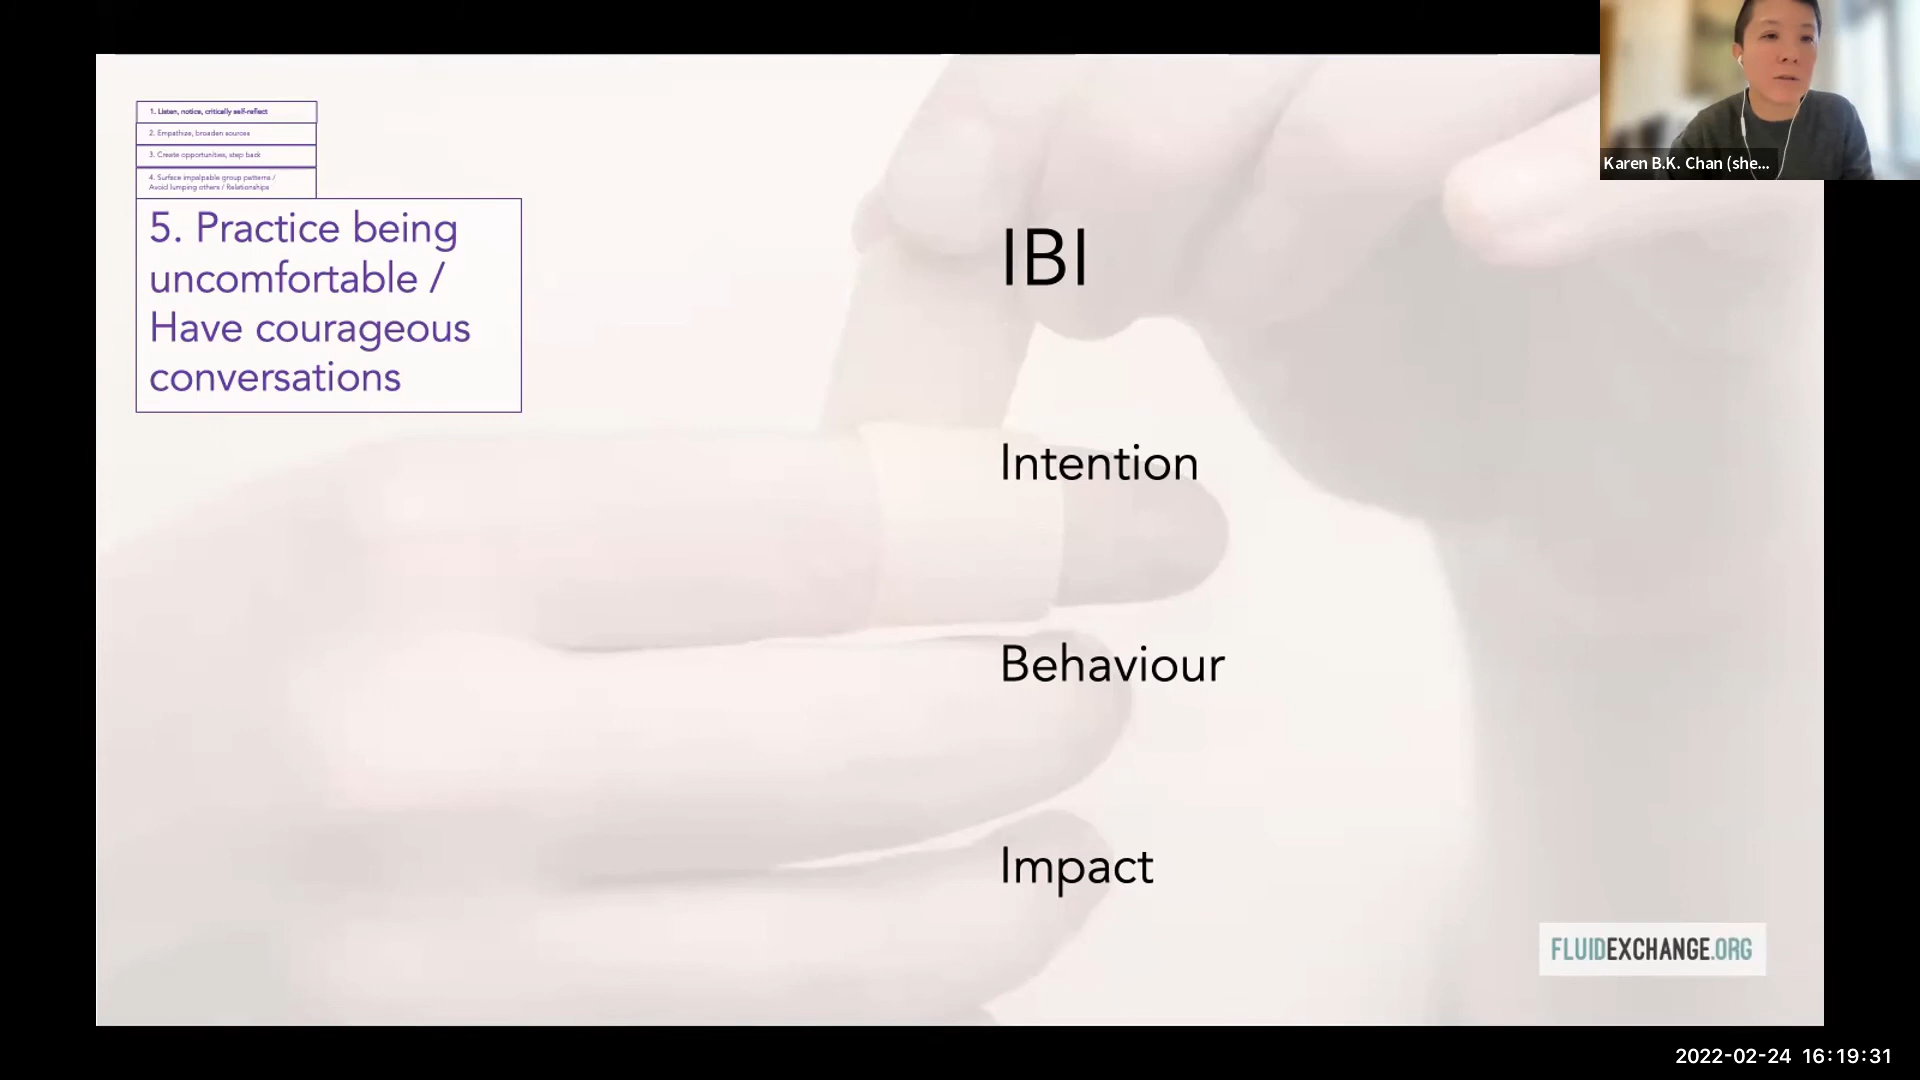 1. Listen, notice, critically self-reflect
2. Empathize, broaden sources
3. Create opportunities, step back
4. Surface impalpable group patterns /
Avoid lumping others / Relationships
5. Practice being
uncomfortable /
Have courageous
conversations
IBI
Intention
Behaviour
Impact
FLUIDEXCHANGE.ORG
Karen B.K. Chan (she...
2022-02-24 16:19:31